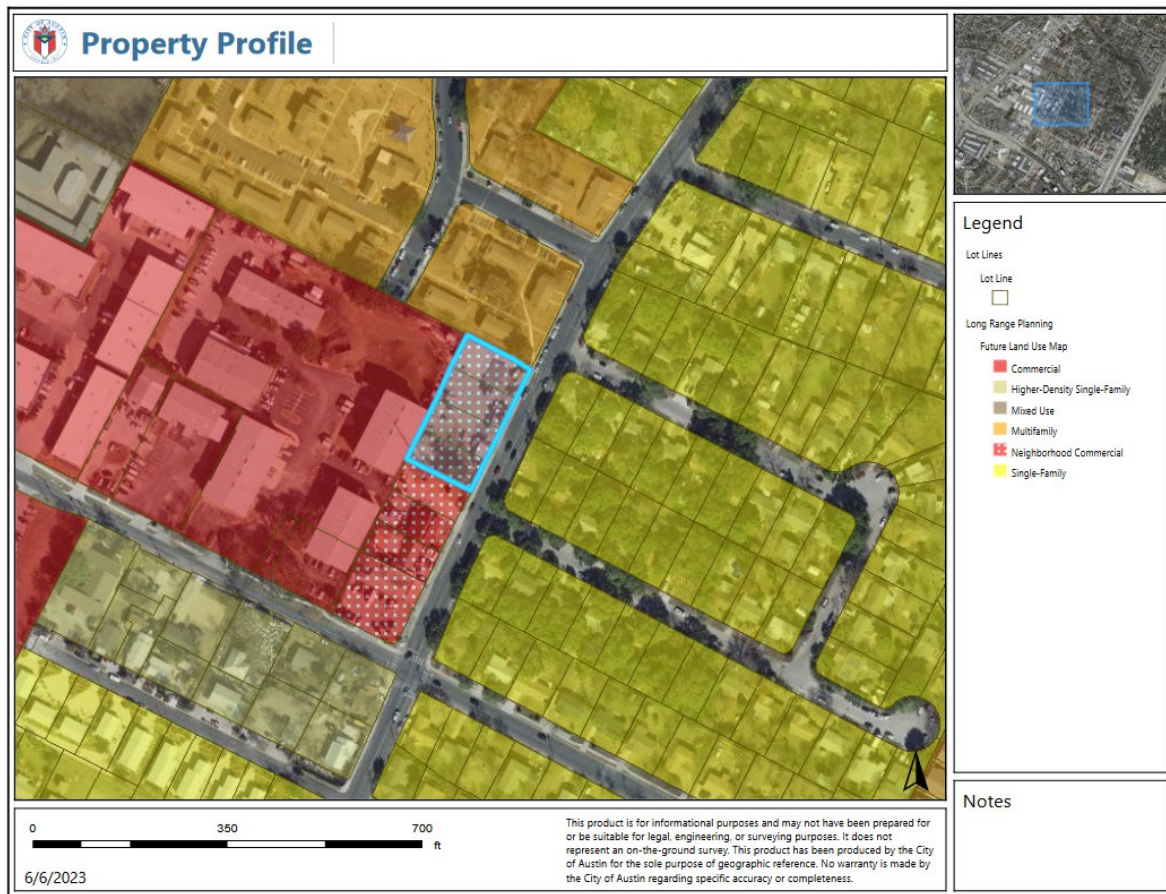 Property Profile
Legend
Lot Lines
Lot Line
Long Range Planning
Future Land Use Map
Commercial
Higher-Density Single-Family
Mixed Use
Multifamily
Neighborhood Commercial
Single-Family
Notes
0 350 700
ft
6/6/2023
This product is for informational purposes and may not have been prepared for
or be suitable for legal, engineering, or surveying purposes. It does not
represent an on-the-ground survey. This product has been produced by the City
of Austin for the sole purpose of geographic reference. No warranty is made by
the City of Austin regarding specific accuracy or completeness.